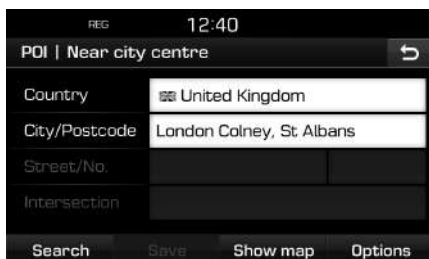 REG 12:40
POI | Near city centre
Country United Kingdom
City/Postcode London Colney, St Albans
Street/No.
Intersection
Search Save Show map Options